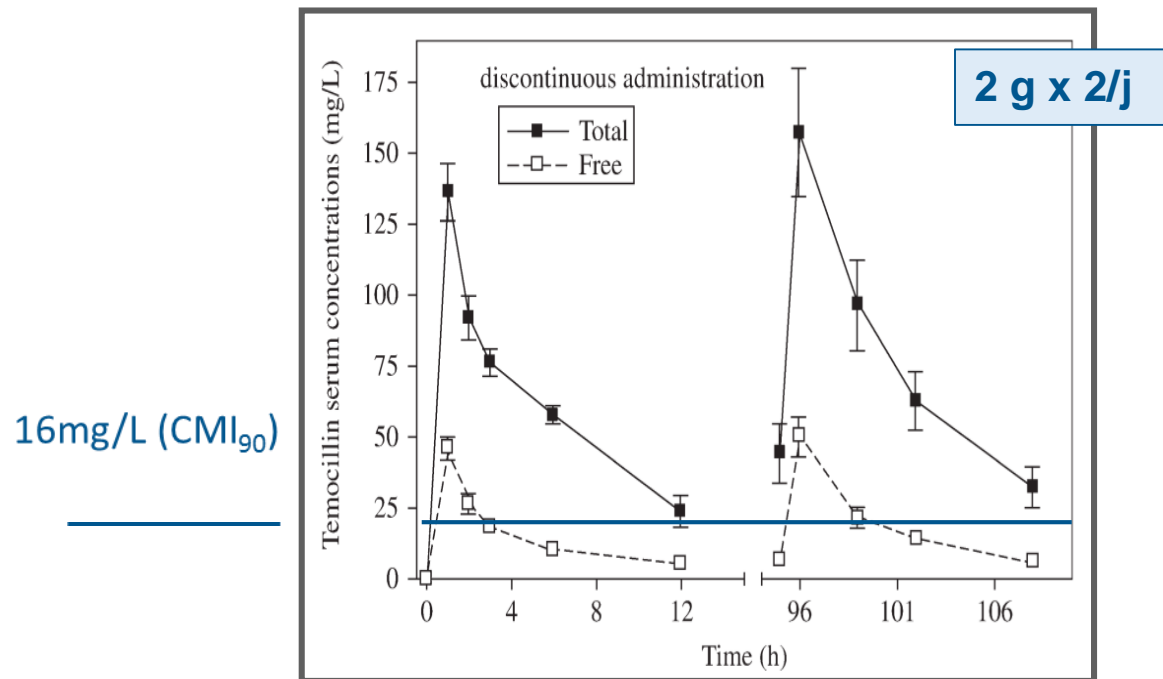 discontinuous administration
2 g x 2/j
Total
Free
Temocillin serum concentrations (mg/L)
175
150
125
100
75
50
25
0
16mg/L (CMI₉₀)
0 4 8 12 96 101 106
Time (h)